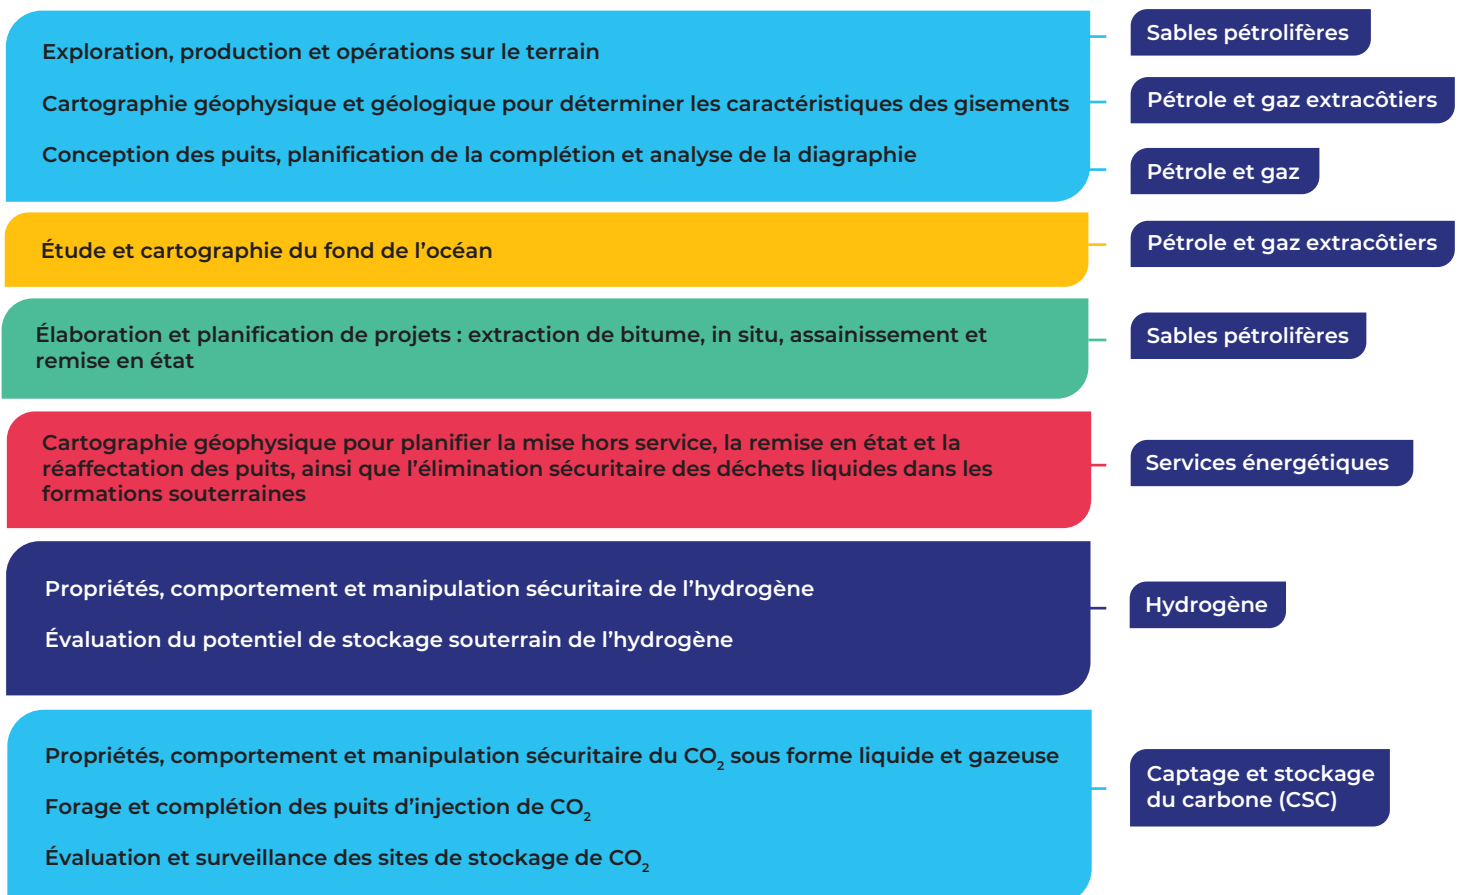 Exploration, production et opérations sur le terrain
Cartographie géophysique et géologique pour déterminer les caractéristiques des gisements
Conception des puits, planification de la complétion et analyse de la diagraphie
Sables pétrolifères
Pétrole et gaz extracôtiers
Pétrole et gaz
Étude et cartographie du fond de l’océan
Pétrole et gaz extracôtiers
Élaboration et planification de projets : extraction de bitume, in situ, assainissement et
remise en état
Sables pétrolifères
Cartographie géophysique pour planifier la mise hors service, la remise en état et la
réaffectation des puits, ainsi que l’élimination sécuritaire des déchets liquides dans les
formations souterraines
Services énergétiques
Propriétés, comportement et manipulation sécuritaire de l’hydrogène
Évaluation du potentiel de stockage souterrain de l’hydrogène
Hydrogène
Propriétés, comportement et manipulation sécuritaire du CO₂ sous forme liquide et gazeuse
Forage et complétion des puits d’injection de CO₂
Évaluation et surveillance des sites de stockage de CO₂
Captage et stockage
du carbone (CSC)